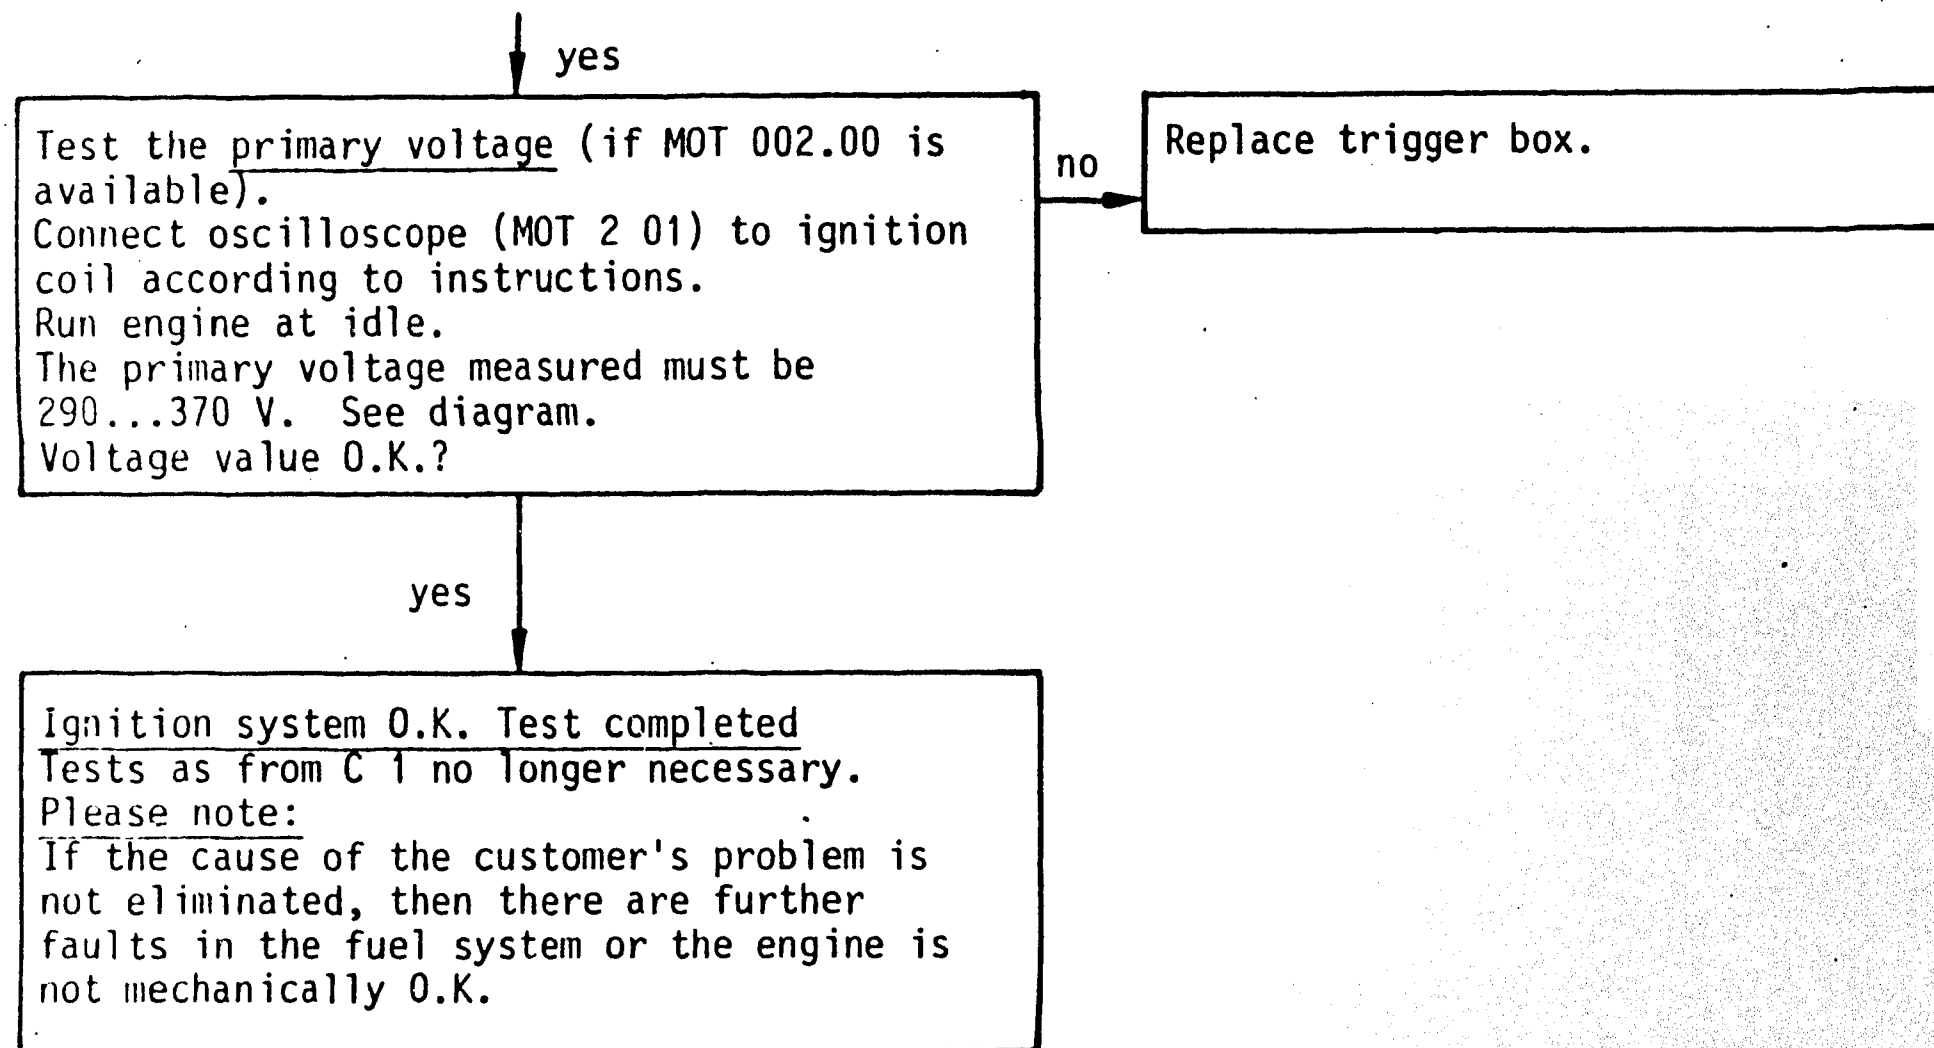 yes
Test the primary voltage (if MOT 002.00 is
available).
Connect oscilloscope (MOT 2 01) to ignition
coil according to instructions.
Run engine at idle.
The primary voltage measured must be
290...370 V. See diagram.
Voltage value O.K.?
no
Replace trigger box.
yes
Ignition system O.K. Test completed
Tests as from C 1 no longer necessary.
Please note:
If the cause of the customer's problem is
not eliminated, then there are further
faults in the fuel system or the engine is
not mechanically O.K.